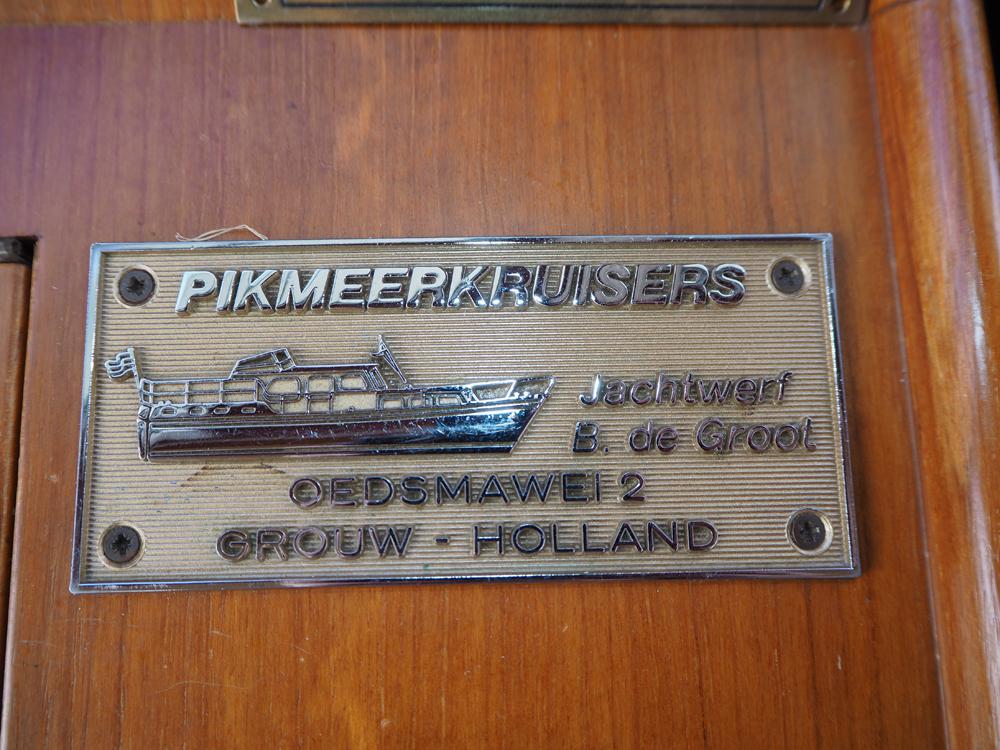 PIKMEERKRUISERS
Jachtwerf
B. de Groot
OEDSMAWEI 2
GROUW - HOLLAND